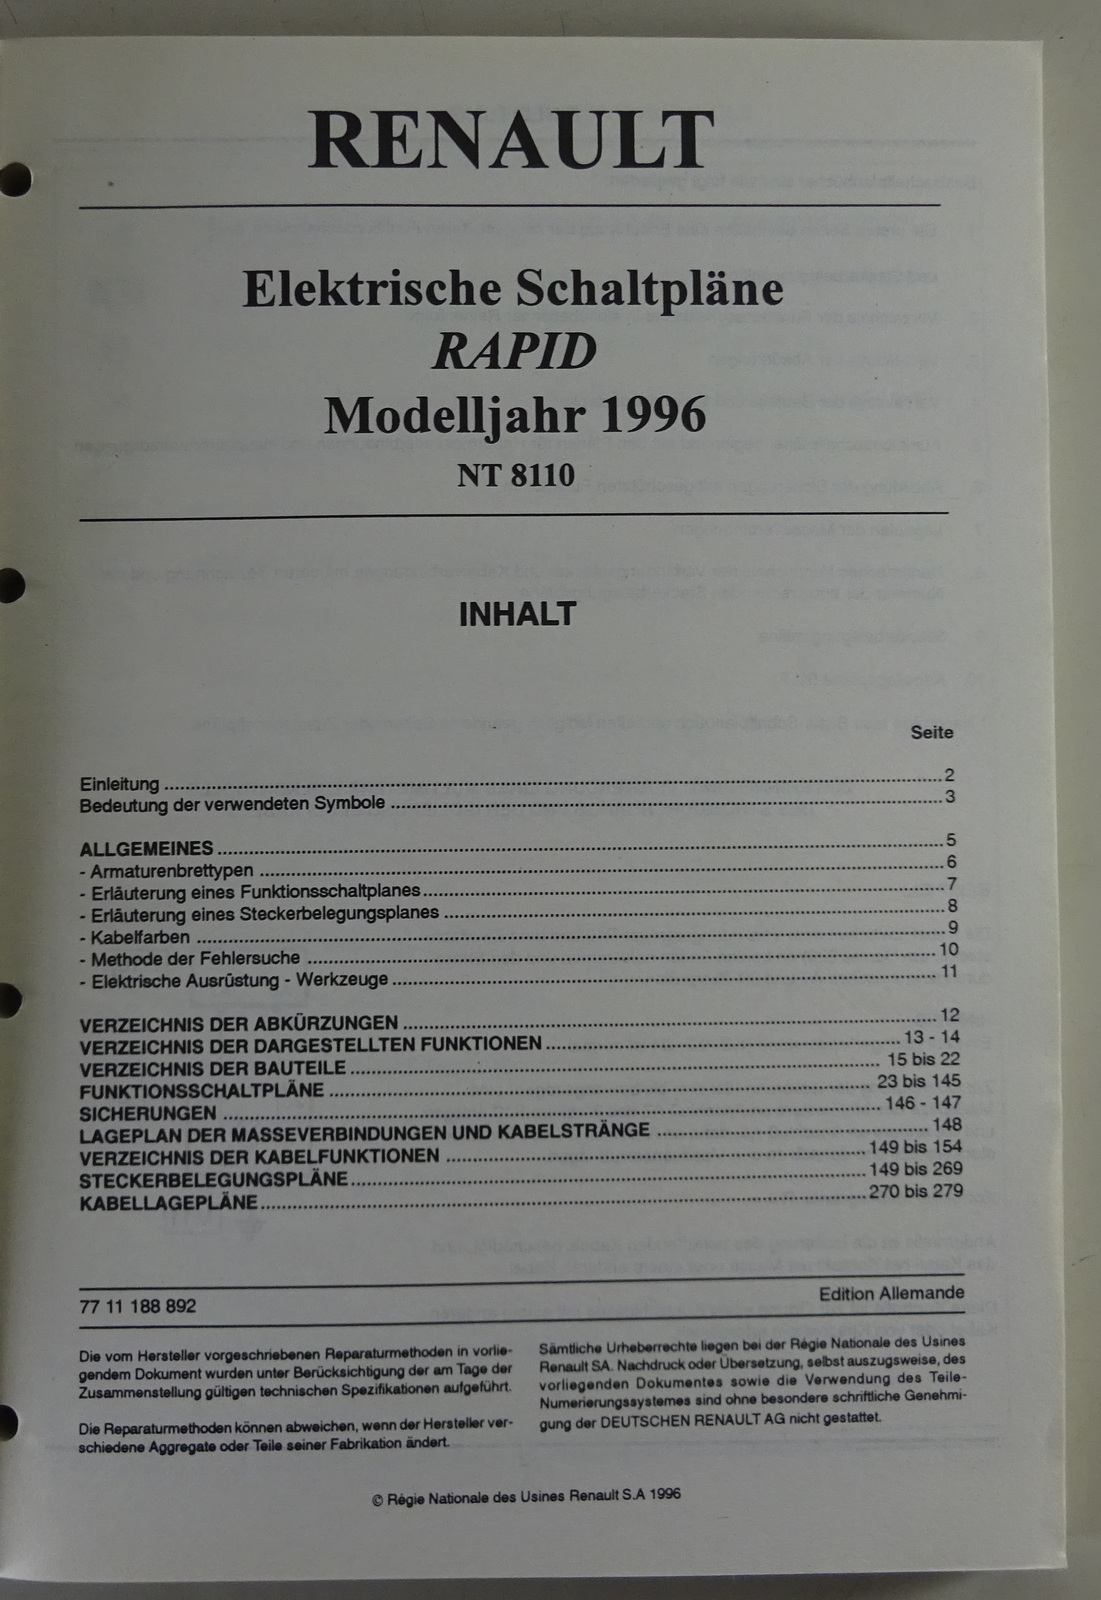 RENAULT
Elektrische Schaltpläne
RAPID
Modelljahr 1996
NT 8110
INHALT
Seite
Einleitung ........ 2
Bedeutung der verwendeten Symbole ........ 3
ALLGEMEINES ........ 5
- Armaturenbrettypen ........ 6
- Erläuterung eines Funktionsschaltplanes ........ 7
- Erläuterung eines Steckerbelegungsplanes ........ 8
- Kabelfarben ........ 9
- Methode der Fehlersuche ........ 10
- Elektrische Ausrüstung - Werkzeuge ........ 11
VERZEICHNIS DER ABKÜRZUNGEN ........ 12
VERZEICHNIS DER DARGESTELLTEN FUNKTIONEN ........ 13 - 14
VERZEICHNIS DER BAUTEILE ........ 15 bis 22
FUNKTIONSSCHALTPLÄNE ........ 23 bis 145
SICHERUNGEN ........ 146 - 147
LAGEPLAN DER MASSEVERBINDUNGEN UND KABELSTRÄNGE ........ 148
VERZEICHNIS DER KABELFUNKTIONEN ........ 149 bis 154
STECKERBELEGUNGSPLÄNE ........ 149 bis 269
KABELLAGEPLÄNE ........ 270 bis 279
77 11 188 892
Edition Allemande
Die vom Hersteller vorgeschriebenen Reparaturmethoden in vorlie-
gendem Dokument wurden unter Berücksichtigung der am Tage der
Zusammenstellung gültigen technischen Spezifikationen aufgeführt.
Die Reparaturmethoden können abweichen, wenn der Hersteller ver-
schiedene Aggregate oder Teile seiner Fabrikation ändert.
Sämtliche Urheberrechte liegen bei der Régie Nationale des Usines
Renault SA. Nachdruck oder Übersetzung, selbst auszugsweise, des
vorliegenden Dokumentes sowie die Verwendung des Teile-
Numerierungssystemes sind ohne besondere schriftliche Genehmi-
gung der DEUTSCHEN RENAULT AG nicht gestattet.
© Régie Nationale des Usines Renault S.A 1996